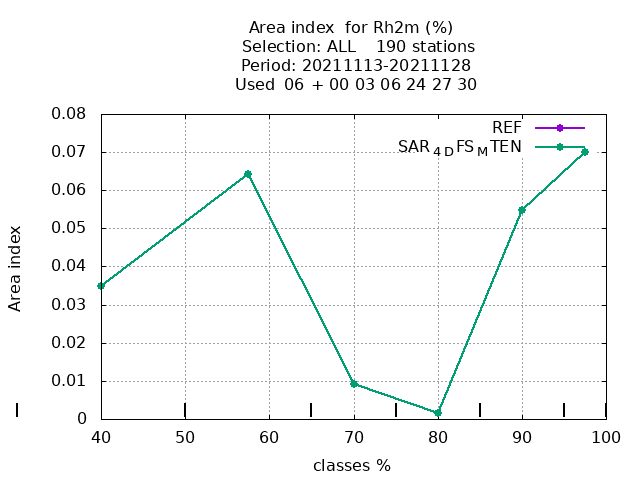 Area index  for Rh2m (%)
Selection: ALL    190 stations
Period: 20211113-20211128
Used  06  + 00 03 06 24 27 30
REF
SAR4DFSMTEN
0.08
0.07
0.06
0.05
0.04
0.03
0.02
0.01
0
Area index
40 50 60 70 80 90 100
classes %